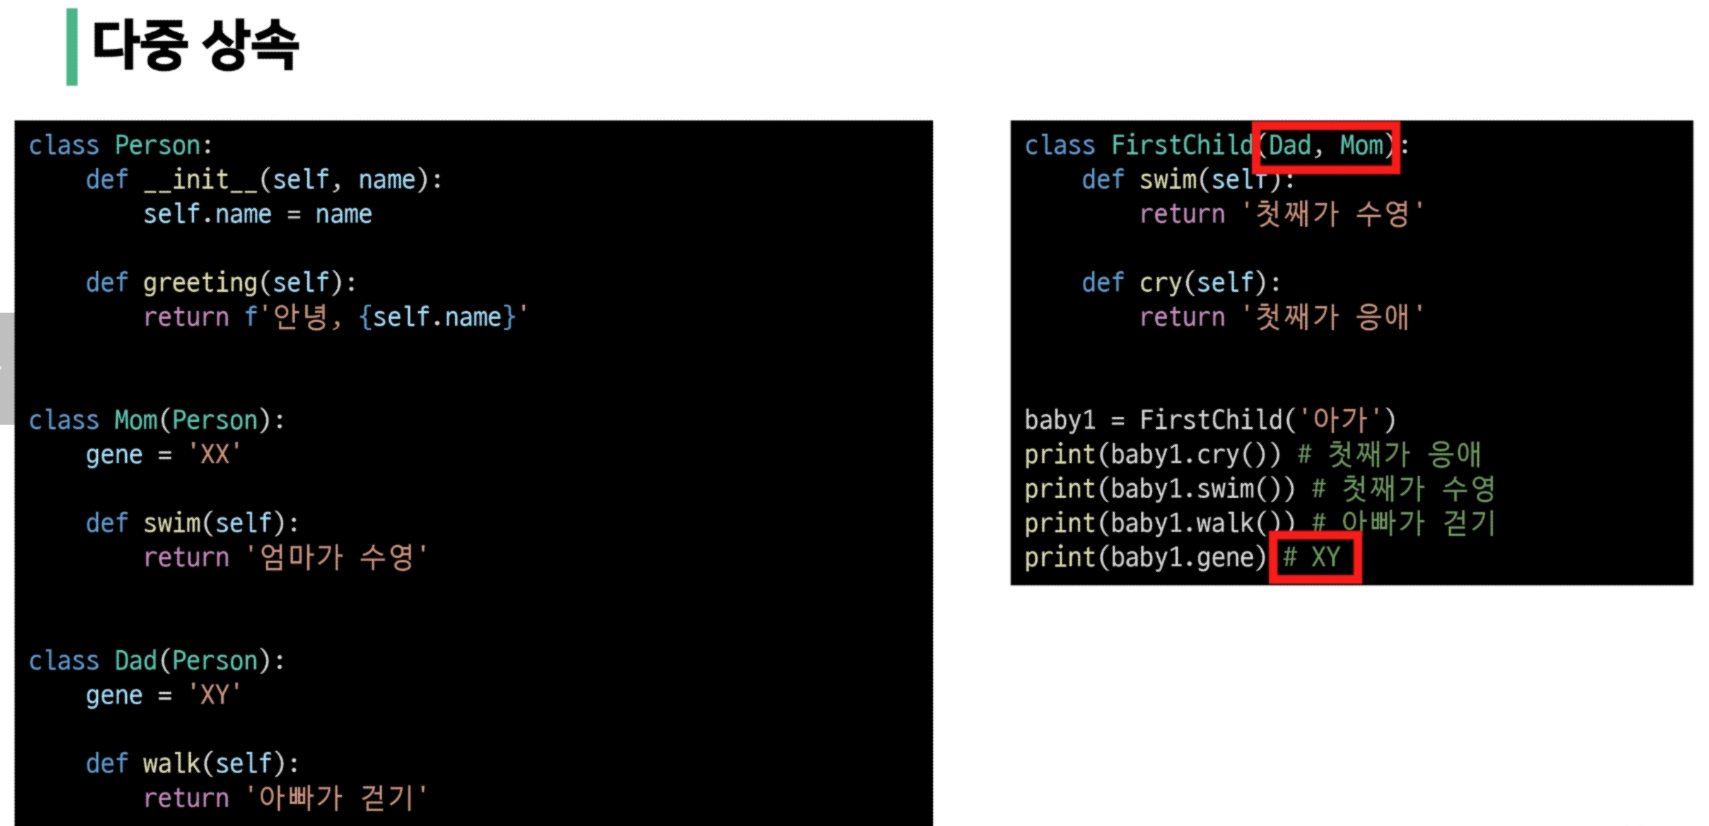 다중 상속
class Person:
    def __init__(self, name):
        self.name = name
    def greeting(self):
        return f'안녕, {self.name}'
class Mom(Person):
    gene = 'XX'
    def swim(self):
        return '엄마가 수영'
class Dad(Person):
    gene = 'XY'
    def walk(self):
        return '아빠가 걷기'
class FirstChild(Dad, Mom):
    def swim(self):
        return '첫째가 수영'
    def cry(self):
        return '첫째가 응애'
baby1 = FirstChild('아가')
print(baby1.cry()) # 첫째가 응애
print(baby1.swim()) # 첫째가 수영
print(baby1.walk()) # 아빠가 걷기
print(baby1.gene) # XY